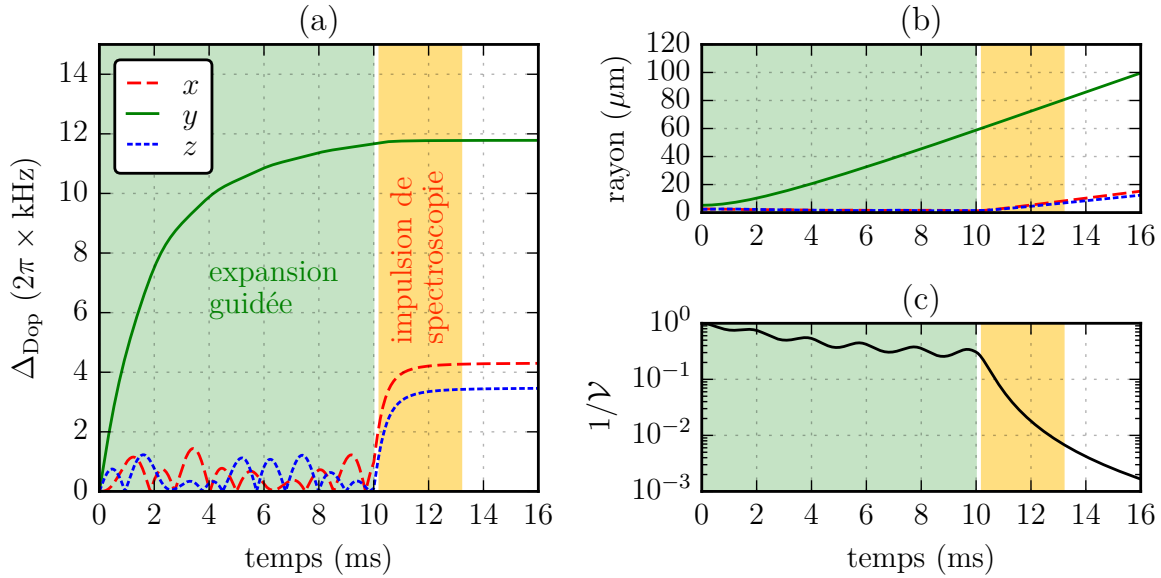 (a)
14
12
10
8
6
4
2
0
Δ_Dop (2π × kHz)
x
y
z
expansion
guidée
impulsion de
spectroscopie
0 2 4 6 8 10 12 14 16
temps (ms)
(b)
120
100
80
60
40
20
0
rayon (μm)
0 2 4 6 8 10 12 14 16
(c)
10^0
10^-1
10^-2
10^-3
1/𝒱
0 2 4 6 8 10 12 14 16
temps (ms)